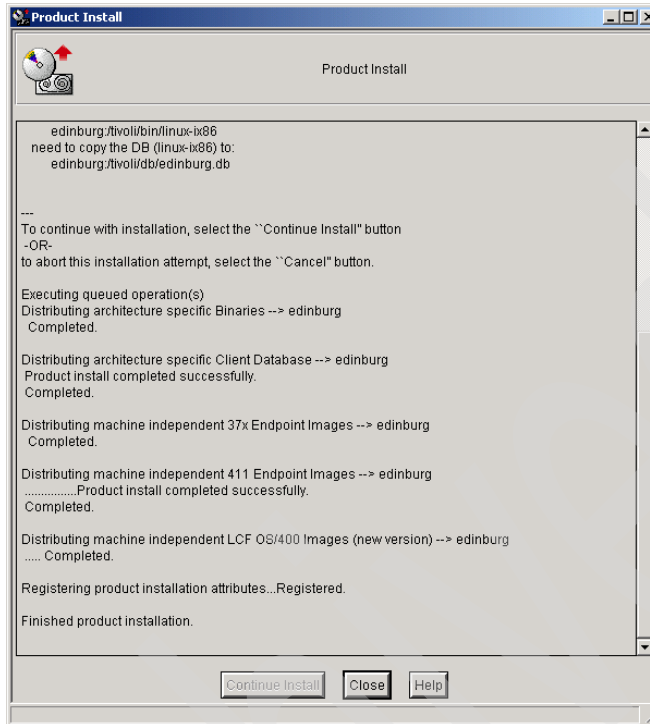 Product Install
Product Install
edinburg:/tivoli/bin/linux-ix86
need to copy the DB (linux-ix86) to:
edinburg:/tivoli/db/edinburg.db
---
To continue with installation, select the ``Continue Install'' button
-OR-
to abort this installation attempt, select the ``Cancel'' button.
Executing queued operation(s)
Distributing architecture specific Binaries --> edinburg
Completed.
Distributing architecture specific Client Database --> edinburg
Product install completed successfully.
Completed.
Distributing machine independent 37x Endpoint Images --> edinburg
Completed.
Distributing machine independent 411 Endpoint Images --> edinburg
................Product install completed successfully.
Completed.
Distributing machine independent LCF OS/400 Images (new version) --> edinburg
..... Completed.
Registering product installation attributes...Registered.
Finished product installation.
Continue Install Close Help